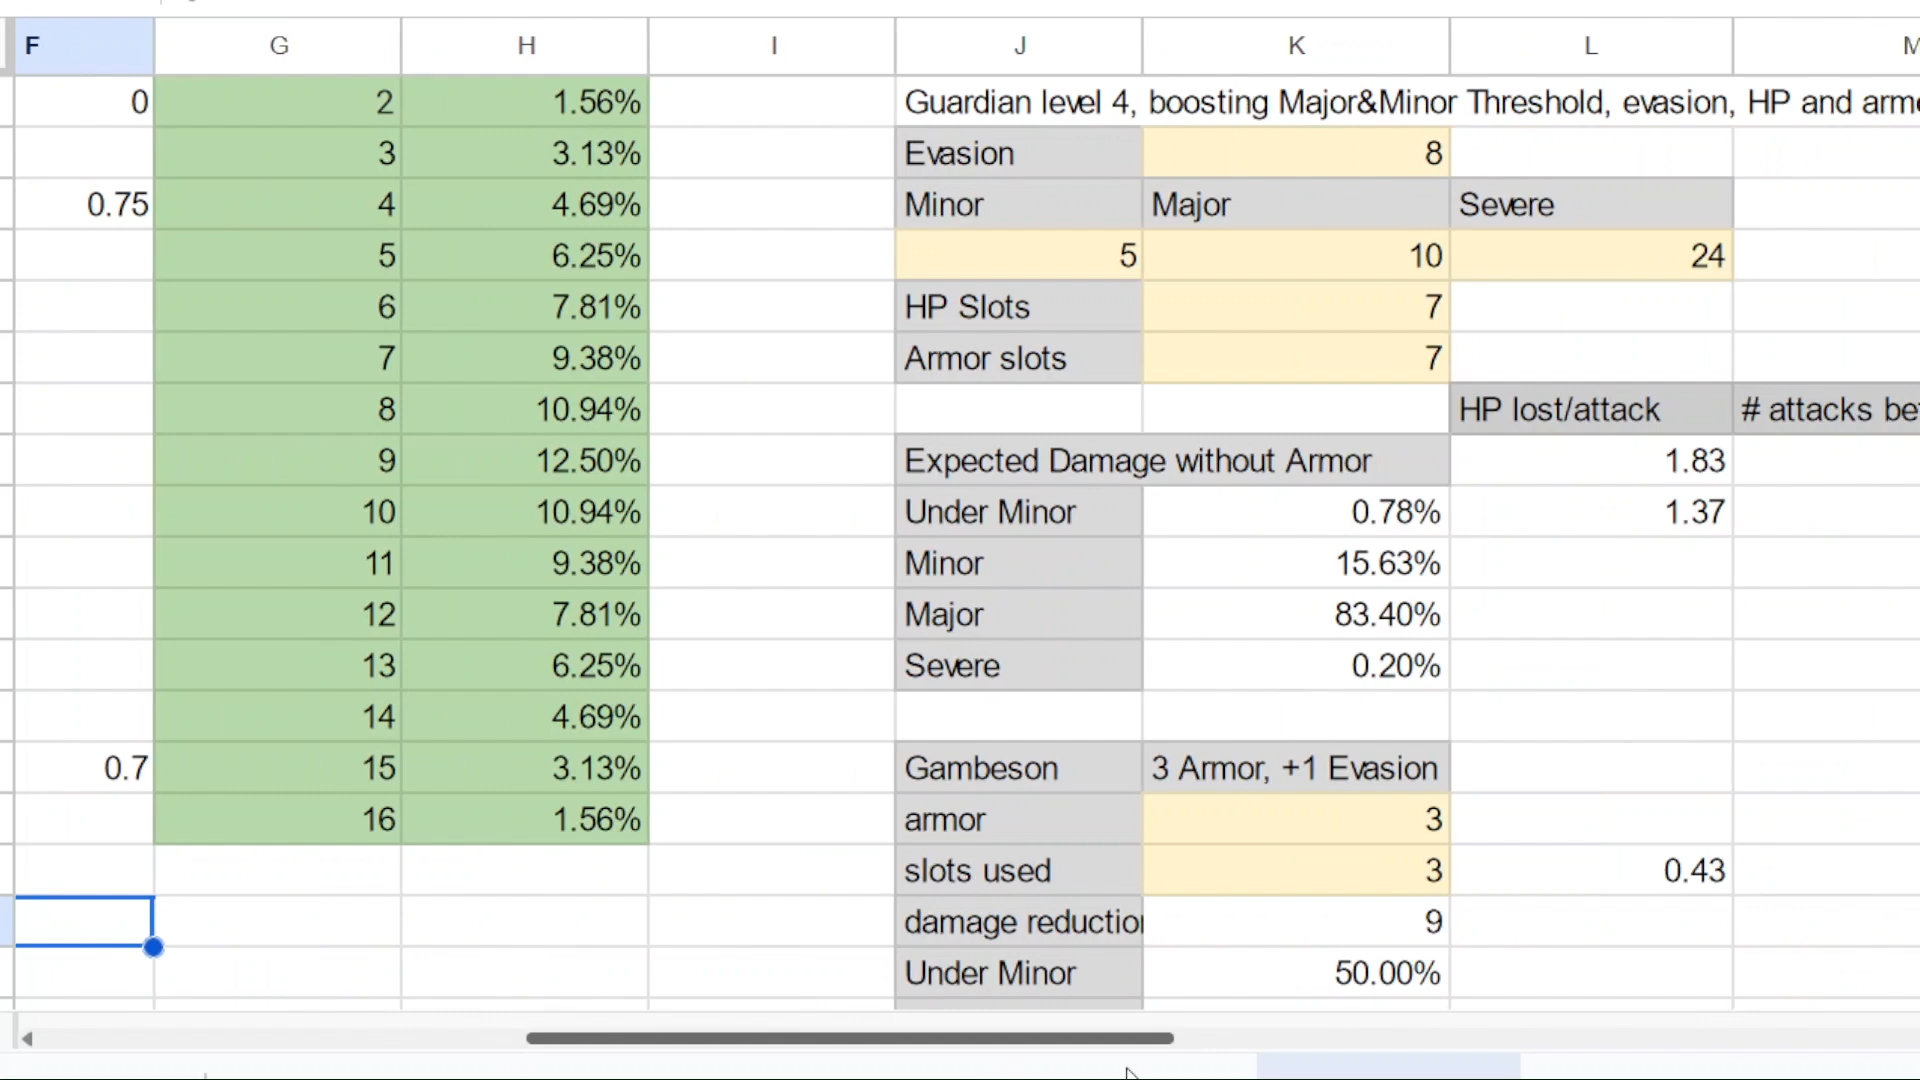 F G H I J K L
0 2 1.56% Guardian level 4, boosting Major&Minor Threshold, evasion, HP and
3 3.13% Evasion 8
0.75 4 4.69% Minor Major Severe
5 6.25% 5 10 24
6 7.81% HP Slots 7
7 9.38% Armor slots 7
8 10.94% HP lost/attack # attacks
9 12.50% Expected Damage without Armor 1.83
10 10.94% Under Minor 0.78% 1.37
11 9.38% Minor 15.63%
12 7.81% Major 83.40%
13 6.25% Severe 0.20%
14 4.69%
0.7 15 3.13% Gambeson 3 Armor, +1 Evasion
16 1.56% armor 3
slots used 3 0.43
damage reduction 9
Under Minor 50.00%